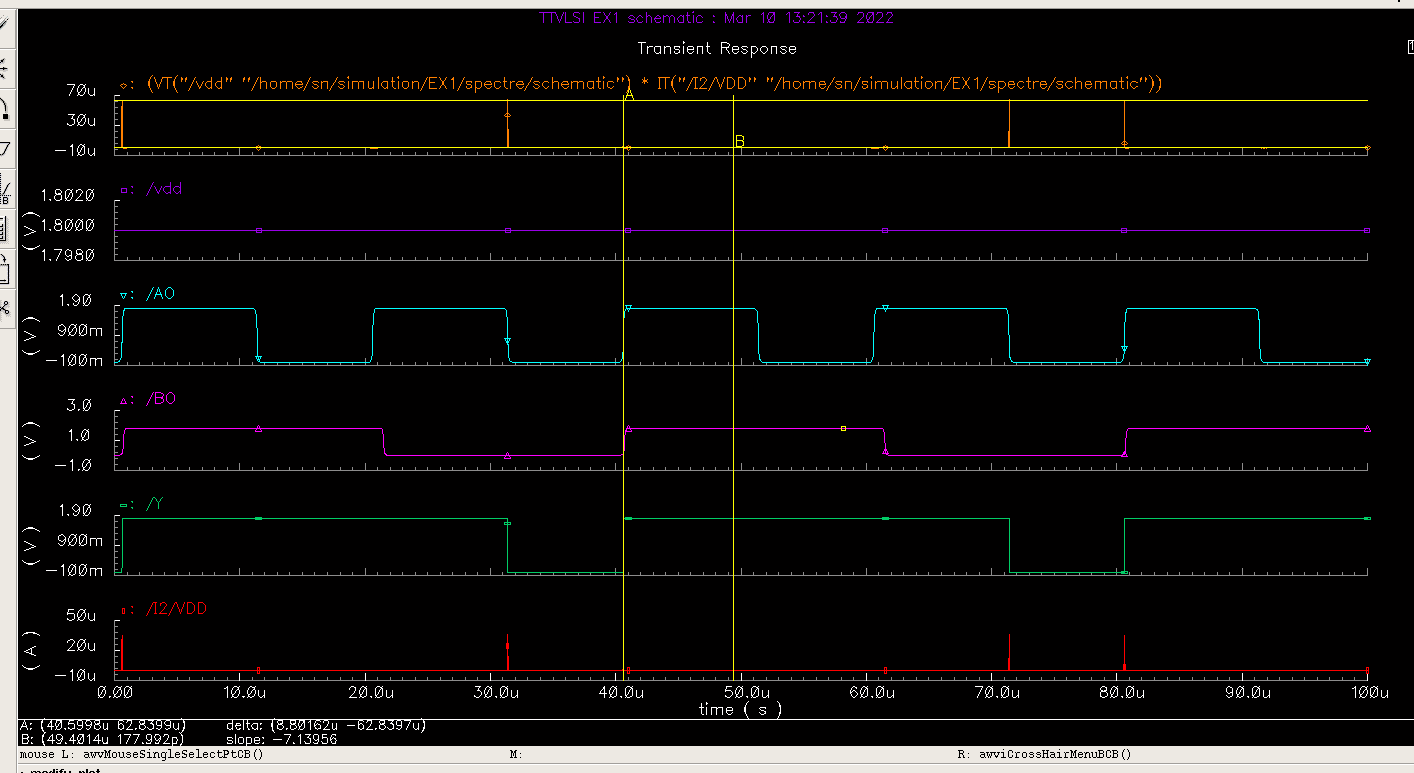 TTVLSI EX1 schematic : Mar 10 13:21:39 2022
Transient Response
: (VT("/vdd" "/home/sn/simulation/EX1/spectre/schematic") * IT("/I2/VDD" "/home/sn/simulation/EX1/spectre/schematic"))
70u
A
30u
B
-10u
: /vdd
1.8020
1.8000
(V)
1.7980
: /AO
1.90
900m
(V)
-100m
: /BO
3.0
1.0
(V)
-1.0
: /Y
1.90
900m
(V)
-100m
: /I2/VDD
50u
20u
(A)
-10u
0.00 10.0u 20.0u 30.0u 40.0u 50.0u 60.0u 70.0u 80.0u 90.0u 100u
time ( s )
A: (40.5998u 62.8399u) delta: (8.80162u -62.8397u)
B: (49.4014u 177.992p) slope: -7.13956
mouse L: awvMouseSingleSelectPtCB() M: R: awviCrossHairMenuBCB()